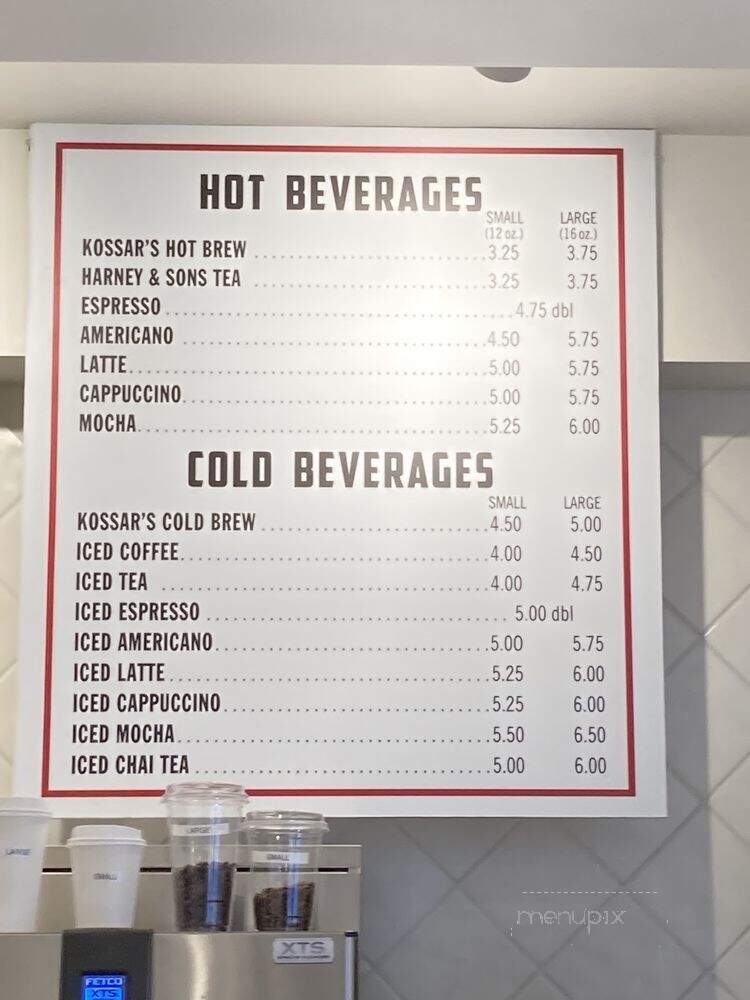 HOT BEVERAGES
SMALL LARGE
(12 oz.) (16 oz.)
KOSSAR'S HOT BREW 3.25 3.75
HARNEY & SONS TEA 3.25 3.75
ESPRESSO 4.75 dbl
AMERICANO 4.50 5.75
LATTE 5.00 5.75
CAPPUCCINO 5.00 5.75
MOCHA 5.25 6.00
COLD BEVERAGES
SMALL LARGE
KOSSAR'S COLD BREW 4.50 5.00
ICED COFFEE 4.00 4.50
ICED TEA 4.00 4.75
ICED ESPRESSO 5.00 dbl
ICED AMERICANO 5.00 5.75
ICED LATTE 5.25 6.00
ICED CAPPUCCINO 5.25 6.00
ICED MOCHA 5.50 6.50
ICED CHAI TEA 5.00 6.00
LARGE
SMALL
LARGE
SMALL
menupix
XTS
FETCO
XTS